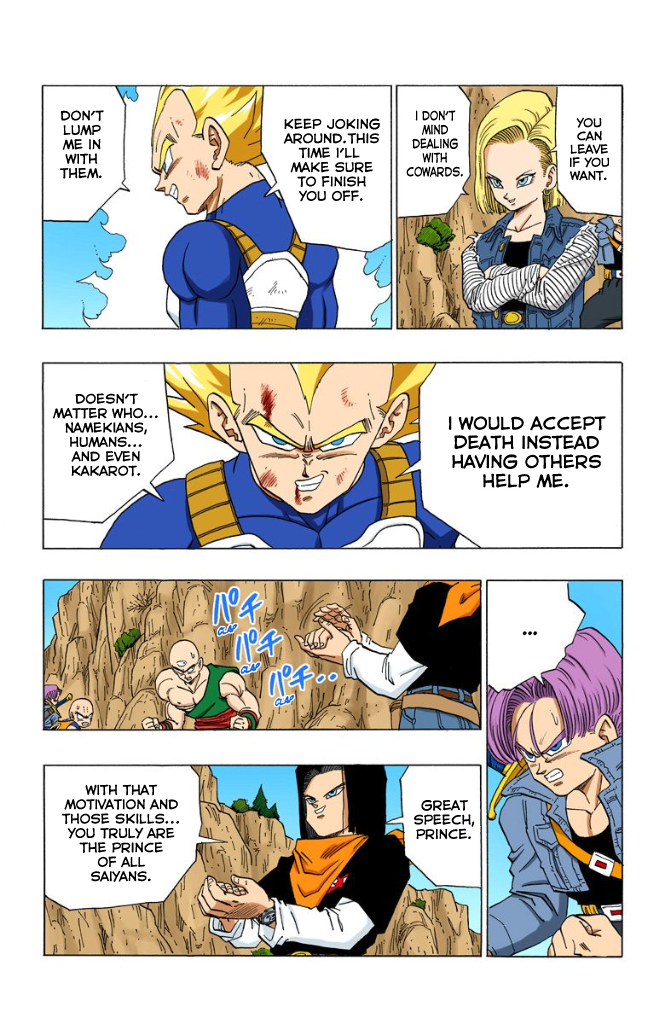 YOU
CAN
LEAVE
IF YOU
WANT.
I DON'T
MIND
DEALING
WITH
COWARDS.
KEEP JOKING
AROUND.THIS
TIME I'LL
MAKE SURE
TO FINISH
YOU OFF.
DON'T
LUMP
ME IN
WITH
THEM.
I WOULD ACCEPT
DEATH INSTEAD
HAVING OTHERS
HELP ME.
DOESN'T
MATTER WHO...
NAMEKIANS,
HUMANS...
AND EVEN
KAKAROT.
...
パチ
CLAP
パチ
CLAP
パチ..
CLAP
GREAT
SPEECH,
PRINCE.
WITH THAT
MOTIVATION AND
THOSE SKILLS...
YOU TRULY ARE
THE PRINCE
OF ALL
SAIYANS.